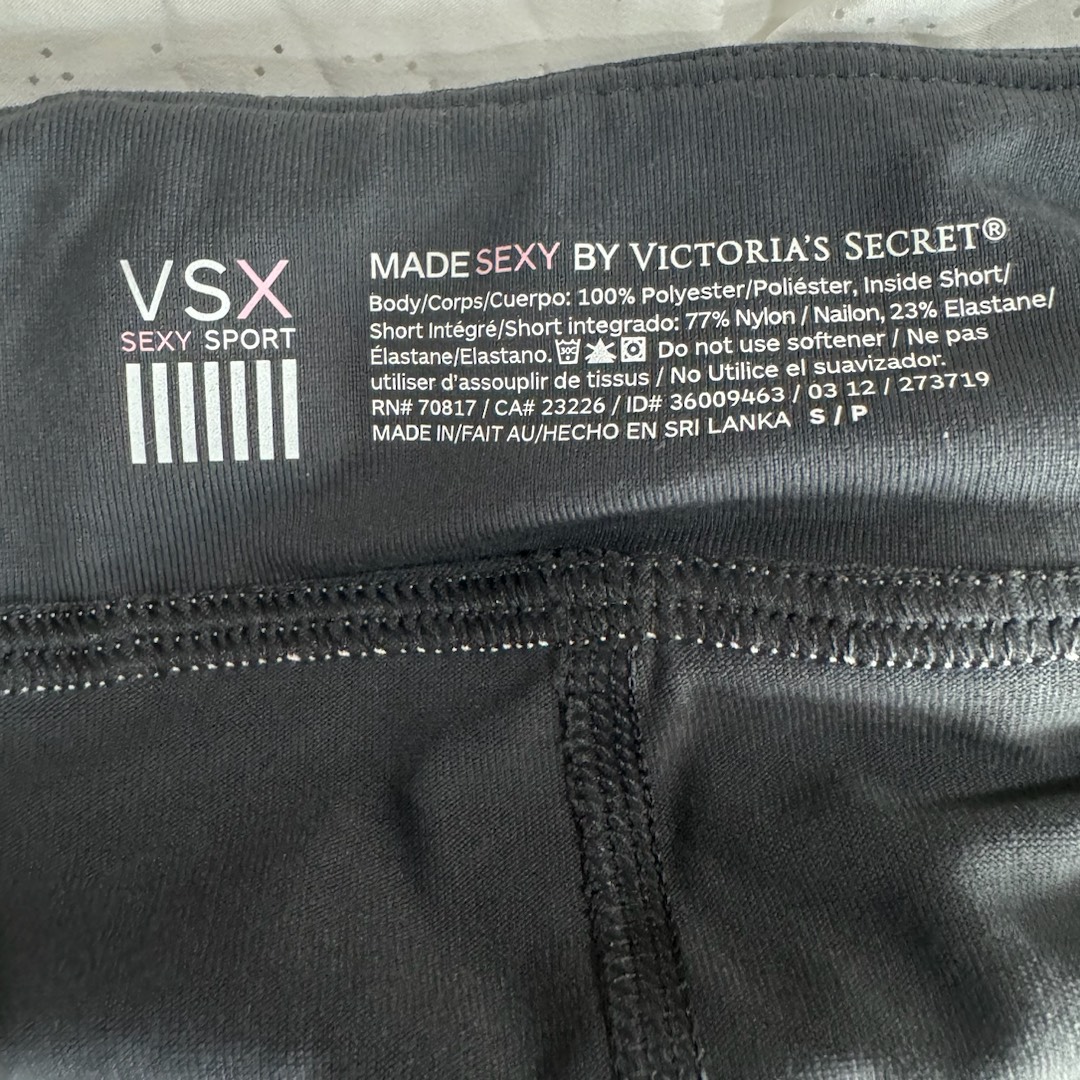 VSX
SEXY SPORT
MADE SEXY BY VICTORIA'S SECRET®
Body/Corps/Cuerpo: 100% Polyester/Poliéster, Inside Short/
Short Intégré/Short integrado: 77% Nylon / Nailon, 23% Elastane/
Élastane/Elastano. 30C Do not use softener / Ne pas
utiliser d'assouplir de tissus / No Utilice el suavizador.
RN# 70817 / CA# 23226 / ID# 36009463 / 03 12 / 273719
MADE IN/FAIT AU/HECHO EN SRI LANKA S / P